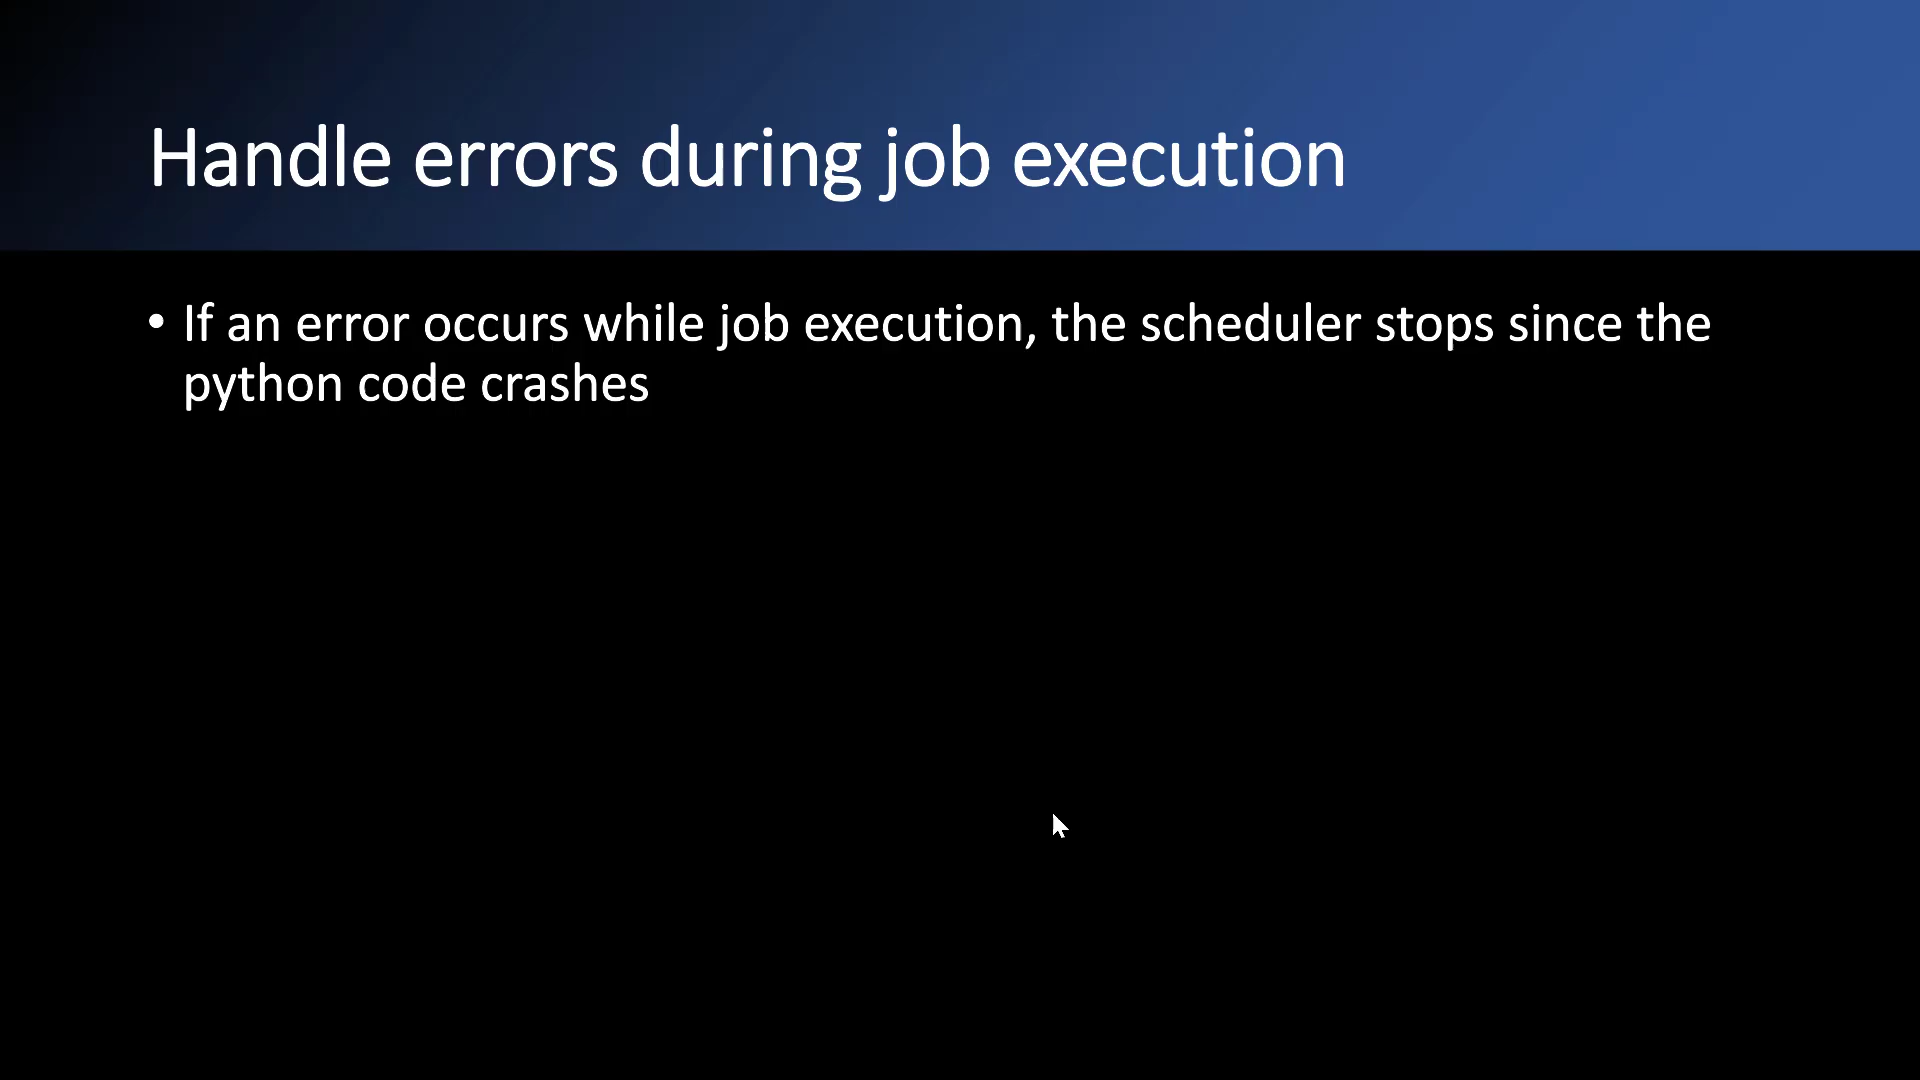 Handle errors during job execution
• If an error occurs while job execution, the scheduler stops since the
python code crashes